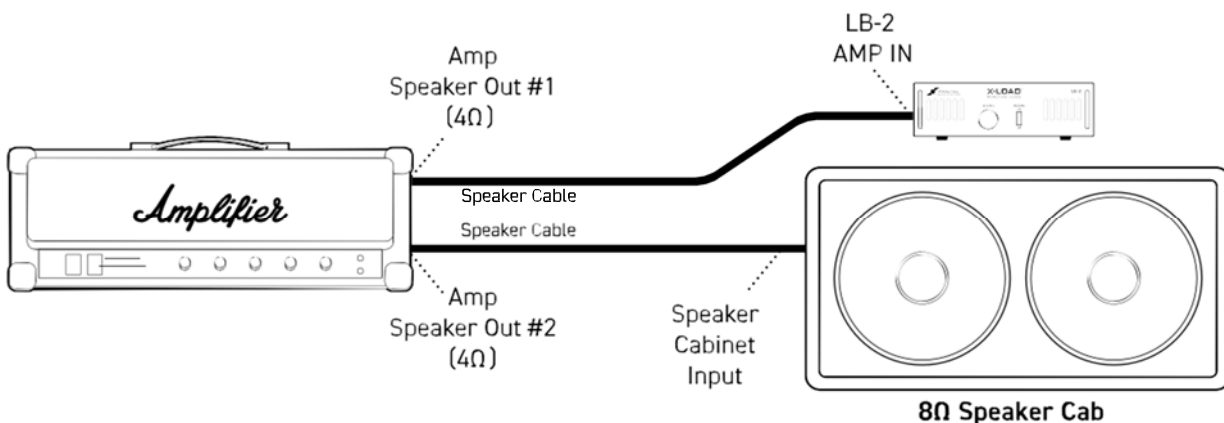 Amp
Speaker Out #1
(4Ω)
LB-2
AMP IN
X-LOAD
Speaker Cable
Amplifier
Speaker Cable
Amp
Speaker Out #2
(4Ω)
Speaker
Cabinet
Input
8Ω Speaker Cab